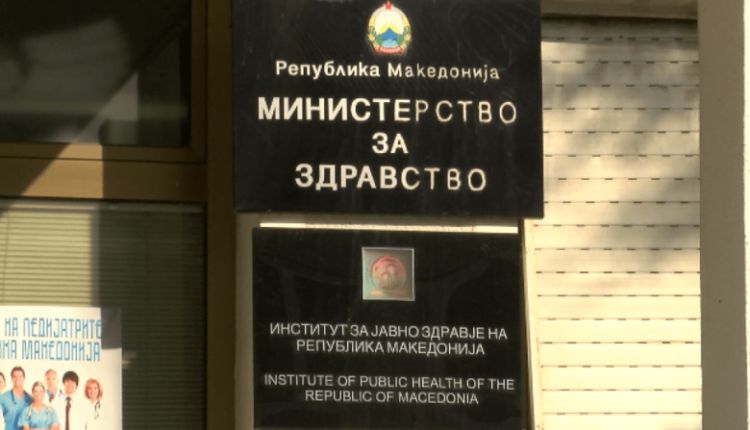 Република Македонија
МИНИСТЕРСТВО
ЗА
ЗДРАВСТВО
ИНСТИТУТ ЗА ЈАВНО ЗДРАВЈЕ НА
РЕПУБЛИКА МАКЕДОНИЈА
INSTITUTE OF PUBLIC HEALTH OF THE
REPUBLIC OF MACEDONIA
НА ПЕДИЈАТРИТЕ
МАКЕДОНИЈА